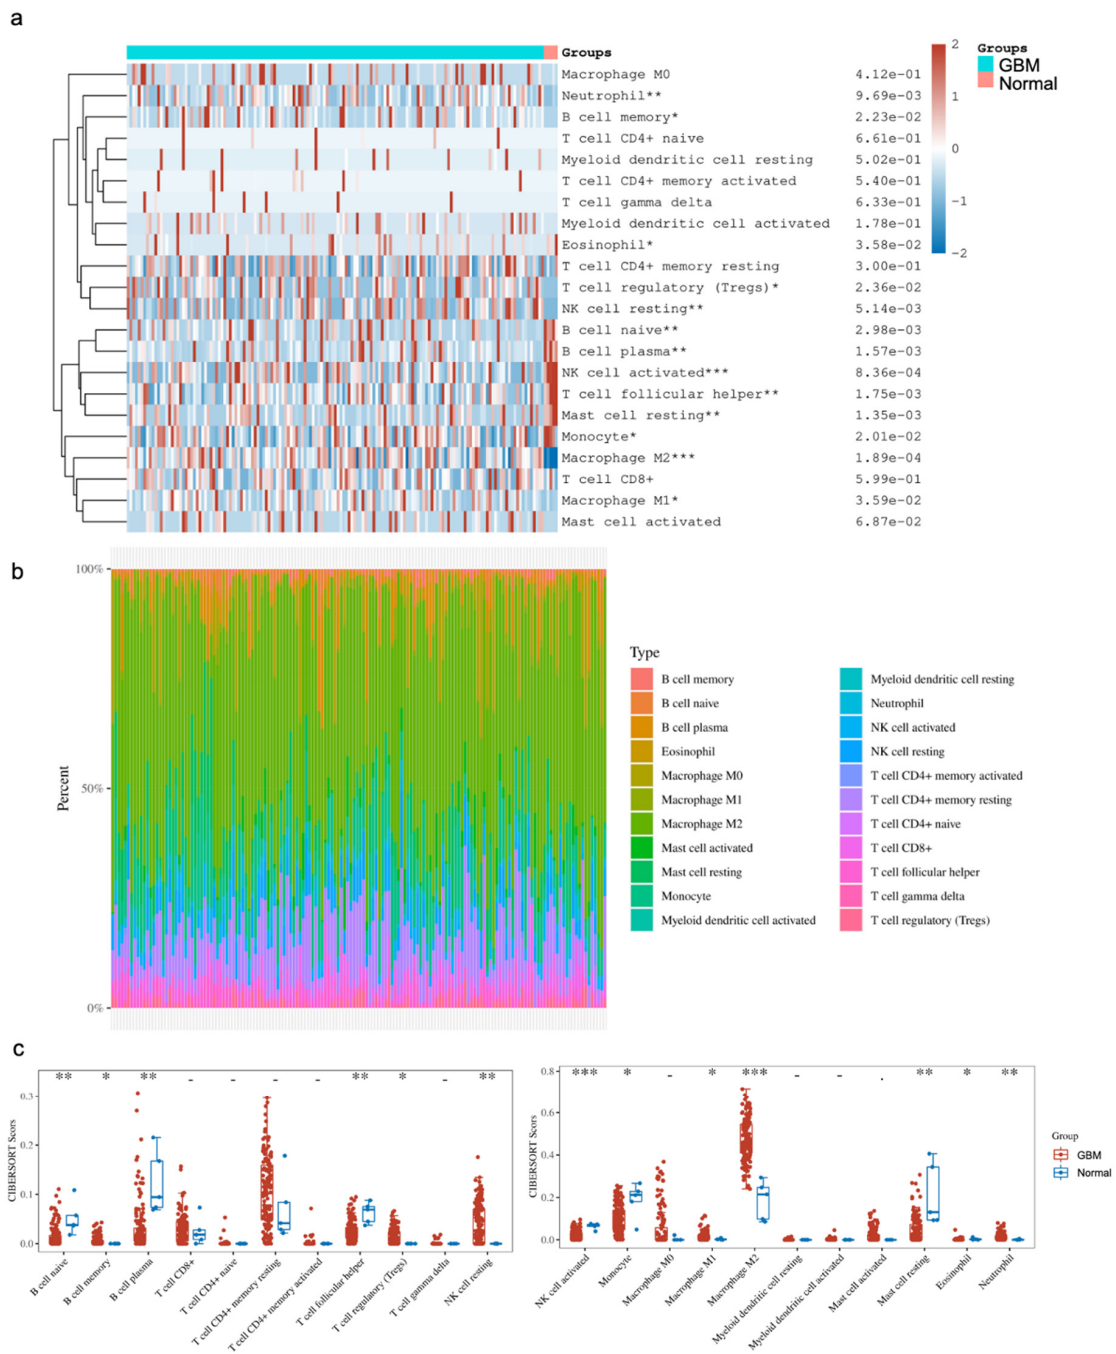 a
Groups
Macrophage M0 4.12e-01
Neutrophil** 9.69e-03
B cell memory* 2.23e-02
T cell CD4+ naive 6.61e-01
Myeloid dendritic cell resting 5.02e-01
T cell CD4+ memory activated 5.40e-01
T cell gamma delta 6.33e-01
Myeloid dendritic cell activated 1.78e-01
Eosinophil* 3.58e-02
T cell CD4+ memory resting 3.00e-01
T cell regulatory (Tregs)* 2.36e-02
NK cell resting** 5.14e-03
B cell naive** 2.98e-03
B cell plasma** 1.57e-03
NK cell activated*** 8.36e-04
T cell follicular helper** 1.75e-03
Mast cell resting** 1.35e-03
Monocyte* 2.01e-02
Macrophage M2*** 1.89e-04
T cell CD8+ 5.99e-01
Macrophage M1* 3.59e-02
Mast cell activated 6.87e-02
2
1
0
−1
−2
Groups
GBM
Normal
b
100%
50%
0%
Percent
Type
B cell memory
B cell naive
B cell plasma
Eosinophil
Macrophage M0
Macrophage M1
Macrophage M2
Mast cell activated
Mast cell resting
Monocyte
Myeloid dendritic cell activated
Myeloid dendritic cell resting
Neutrophil
NK cell activated
NK cell resting
T cell CD4+ memory activated
T cell CD4+ memory resting
T cell CD4+ naive
T cell CD8+
T cell follicular helper
T cell gamma delta
T cell regulatory (Tregs)
c
** * ** - - - - ** * - **
0.3
0.2
0.1
0.0
CIBERSORT Scors
B cell naive
B cell memory
B cell plasma
T cell CD8+
T cell CD4+ naive
T cell CD4+ memory resting
T cell CD4+ memory activated
T cell follicular helper
T cell regulatory (Tregs)
T cell gamma delta
NK cell resting
*** * - * *** - - . ** * **
0.8
0.6
0.4
0.2
0.0
CIBERSORT Scors
NK cell activated
Monocyte
Macrophage M0
Macrophage M1
Macrophage M2
Myeloid dendritic cell resting
Myeloid dendritic cell activated
Mast cell activated
Mast cell resting
Eosinophil
Neutrophil
Group
GBM
Normal